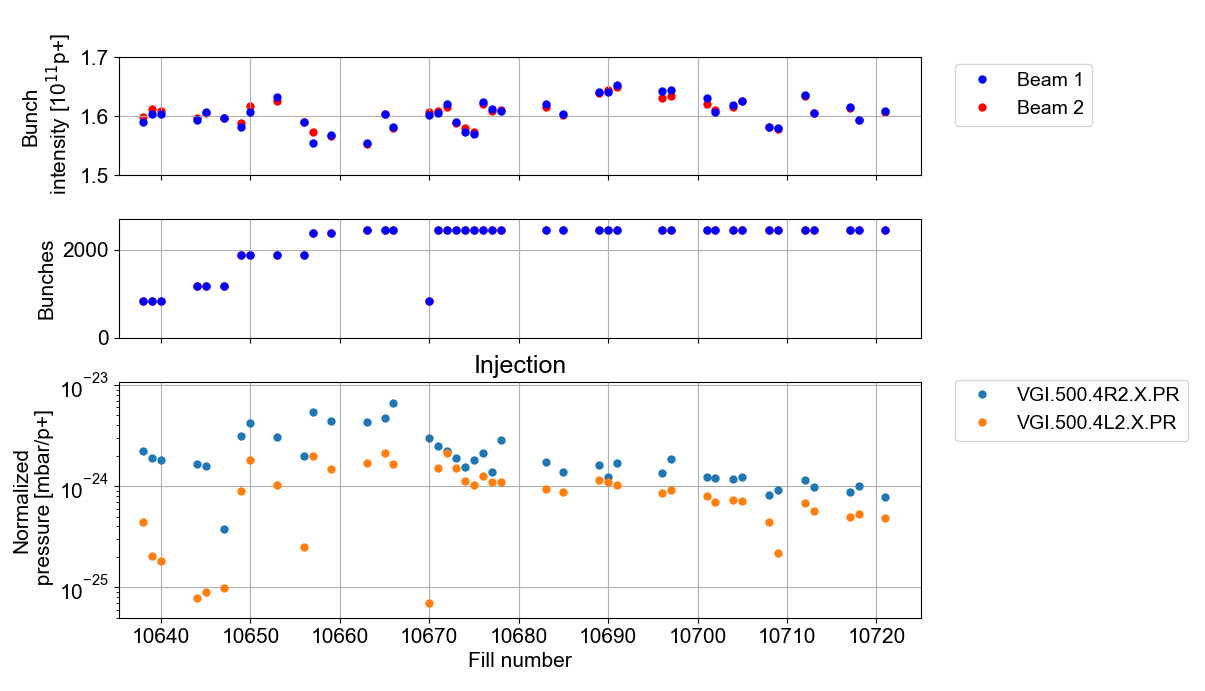 Bunch
intensity [10¹¹p+]
1.7
1.6
1.5
Beam 1
Beam 2
Bunches
2000
0
Injection
Normalized
pressure [mbar/p+]
10⁻²³
10⁻²⁴
10⁻²⁵
VGI.500.4R2.X.PR
VGI.500.4L2.X.PR
10640 10650 10660 10670 10680 10690 10700 10710 10720
Fill number